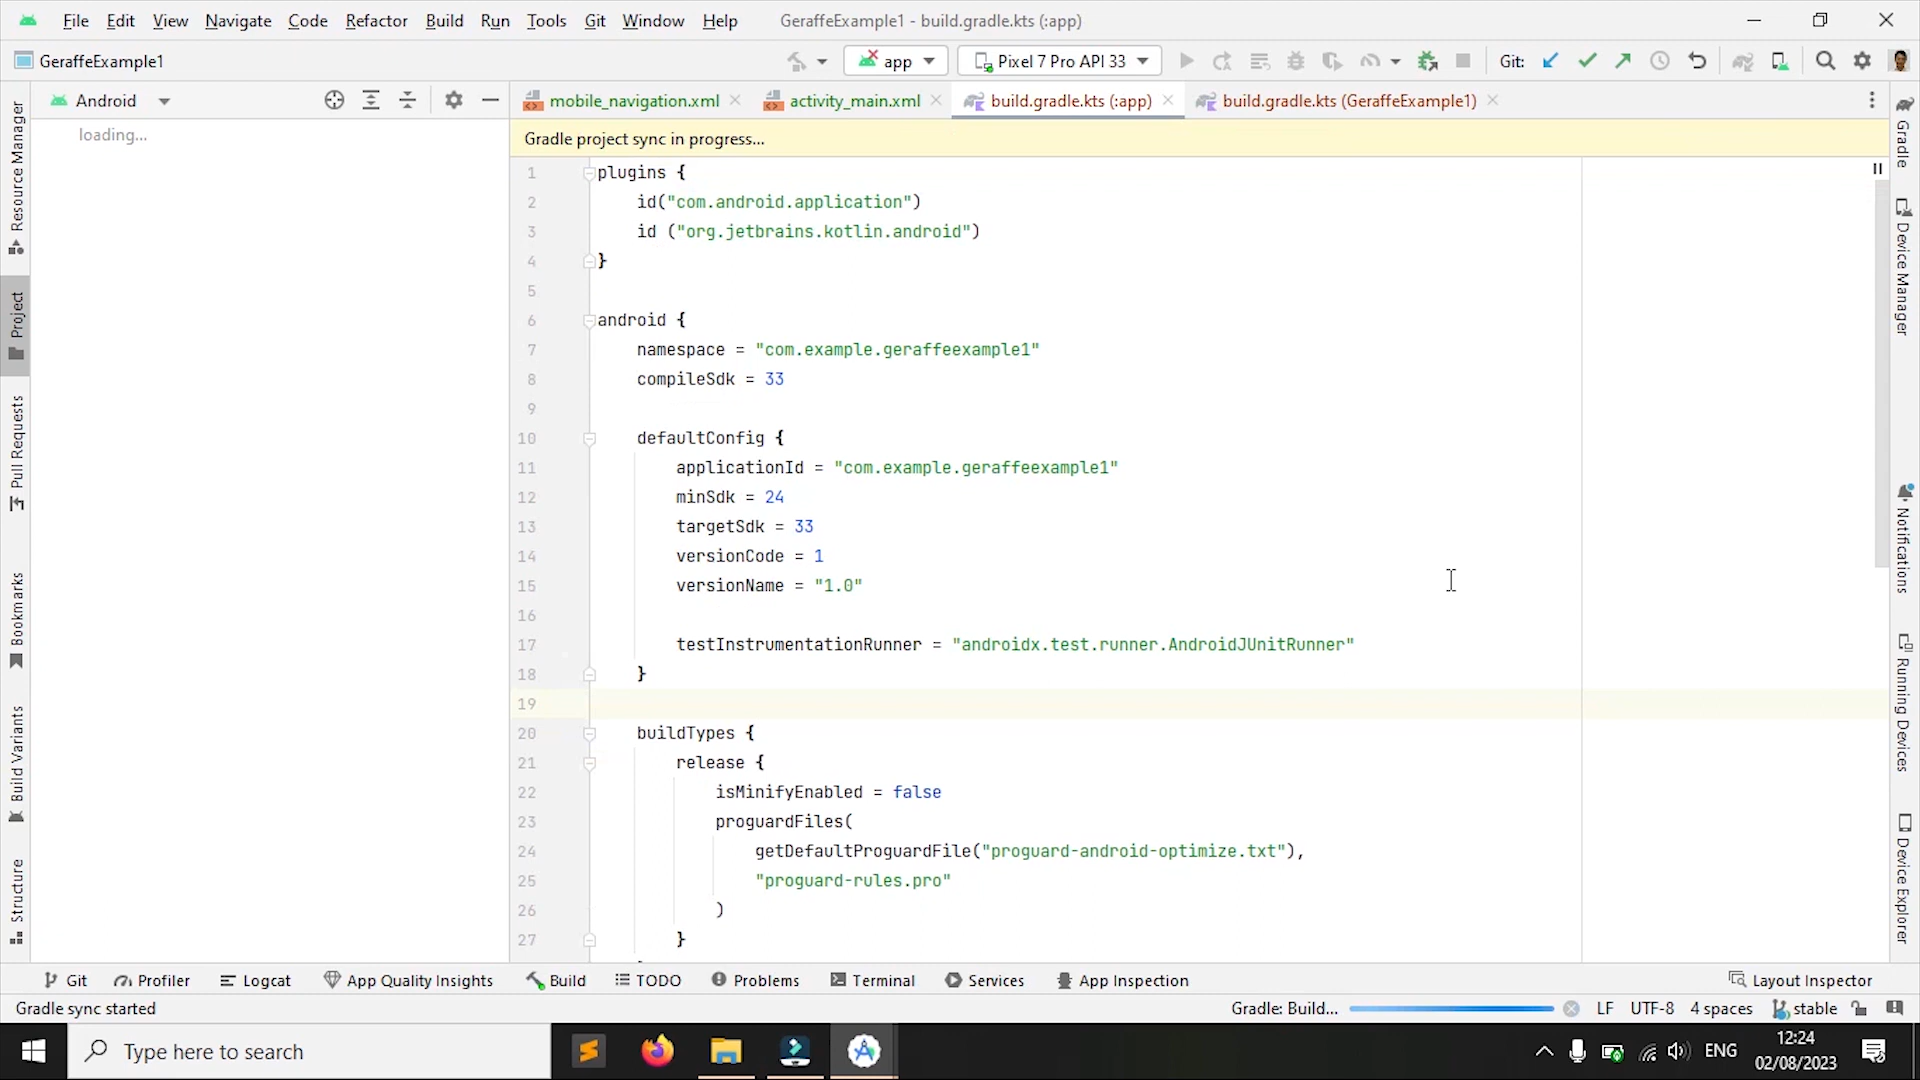 File Edit View Navigate Code Refactor Build Run Tools Git Window Help GeraffeExample1 - build.gradle.kts (:app)
GeraffeExample1 app Pixel 7 Pro API 33 Git:
Android mobile_navigation.xml activity_main.xml build.gradle.kts (:app) build.gradle.kts (GeraffeExample1)
loading...
Gradle project sync in progress...
1 plugins {
2 id("com.android.application")
3 id ("org.jetbrains.kotlin.android")
4 }
5
6 android {
7 namespace = "com.example.geraffeexample1"
8 compileSdk = 33
9
10 defaultConfig {
11 applicationId = "com.example.geraffeexample1"
12 minSdk = 24
13 targetSdk = 33
14 versionCode = 1
15 versionName = "1.0"
16
17 testInstrumentationRunner = "androidx.test.runner.AndroidJUnitRunner"
18 }
19
20 buildTypes {
21 release {
22 isMinifyEnabled = false
23 proguardFiles(
24 getDefaultProguardFile("proguard-android-optimize.txt"),
25 "proguard-rules.pro"
26 )
27 }
Resource Manager
Project
Pull Requests
Bookmarks
Build Variants
Structure
Gradle
Device Manager
Notifications
Running Devices
Device Explorer
Git Profiler Logcat App Quality Insights Build TODO Problems Terminal Services App Inspection Layout Inspector
Gradle sync started Gradle: Build... LF UTF-8 4 spaces stable
Type here to search ENG 12:24
02/08/2023